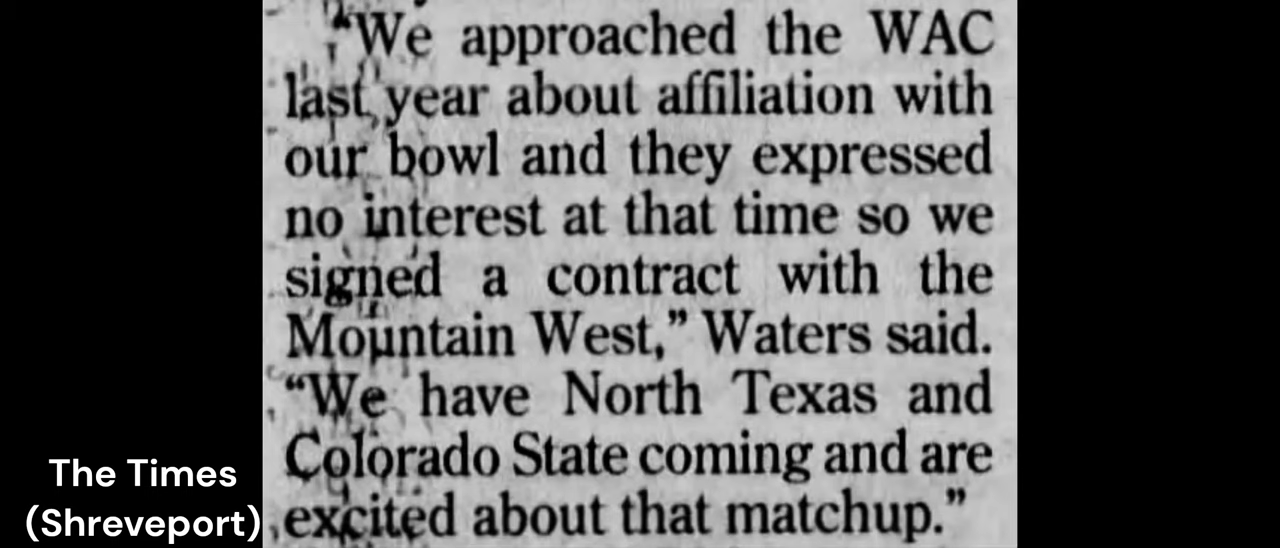 “We approached the WAC
last year about affiliation with
our bowl and they expressed
no interest at that time so we
signed a contract with the
Mountain West,” Waters said.
“We have North Texas and
Colorado State coming and are
excited about that matchup.”
The Times
(Shreveport)